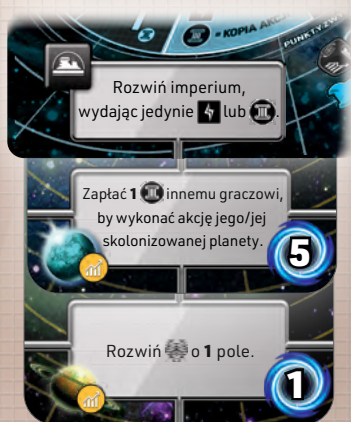 = KOPIA AKC
PUNKTY ZW
Rozwiń imperium,
wydając jedynie lub .
Zapłać 1 innemu graczowi,
by wykonać akcję jego/jej
skolonizowanej planety.
5
Rozwiń o 1 pole.
1